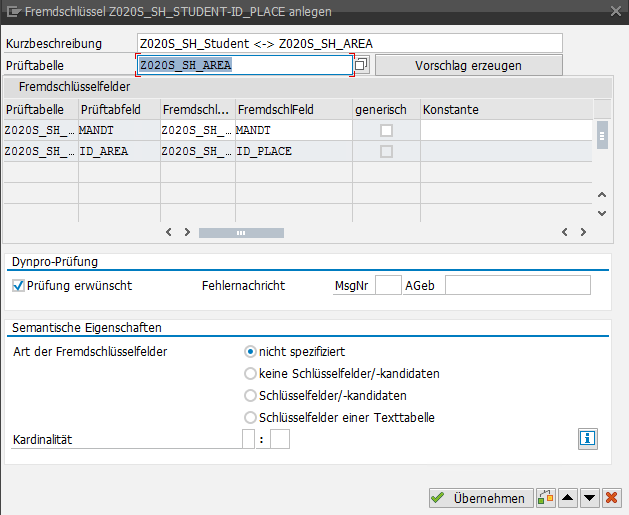 Fremdschlüssel Z020S_SH_STUDENT-ID_PLACE anlegen
Kurzbeschreibung Z020S_SH_Student <-> Z020S_SH_AREA
Prüftabelle Z020S_SH_AREA Vorschlag erzeugen
Fremdschlüsselfelder
Prüftabelle Prüftabfeld Fremdschl... FremdschlFeld generisch Konstante
Z020S_SH_... MANDT Z020S_SH_... MANDT
Z020S_SH_... ID_AREA Z020S_SH_... ID_PLACE
Dynpro-Prüfung
Prüfung erwünscht Fehlernachricht MsgNr AGeb
Semantische Eigenschaften
Art der Fremdschlüsselfelder nicht spezifiziert
keine Schlüsselfelder/-kandidaten
Schlüsselfelder/-kandidaten
Schlüsselfelder einer Texttabelle
Kardinalität :
Übernehmen